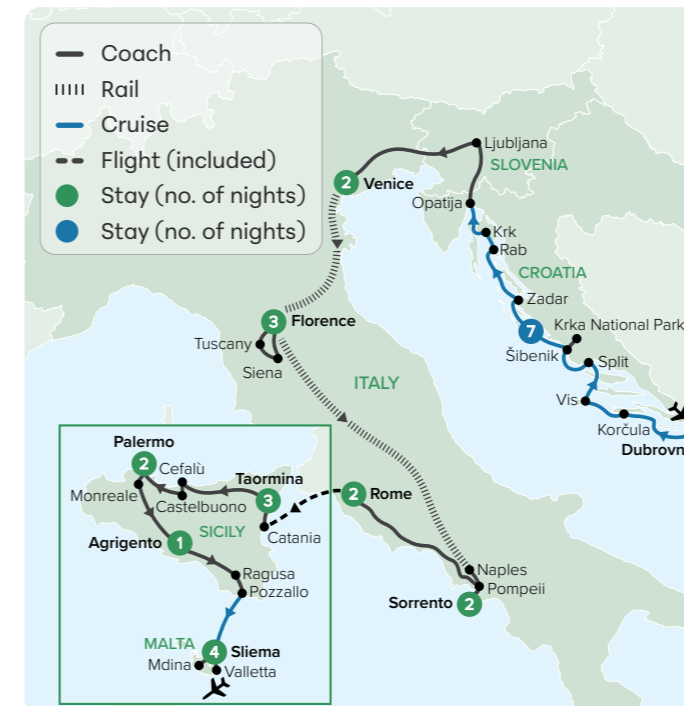 Coach
Rail
Cruise
Flight (included)
Stay (no. of nights)
Stay (no. of nights)
Ljubljana
SLOVENIA
2 Venice
Opatija
Krk
Rab
CROATIA
Zadar
7
Krka National Park
Šibenik
Split
Vis
Korčula
Dubrovn
3 Florence
Tuscany
Siena
ITALY
2 Rome
Naples
Pompeii
Sorrento 2
Palermo
2
Cefalù
Taormina
3
Monreale
Castelbuono
SICILY
Catania
Agrigento 1
Ragusa
Pozzallo
MALTA
4 Sliema
Mdina
Valletta